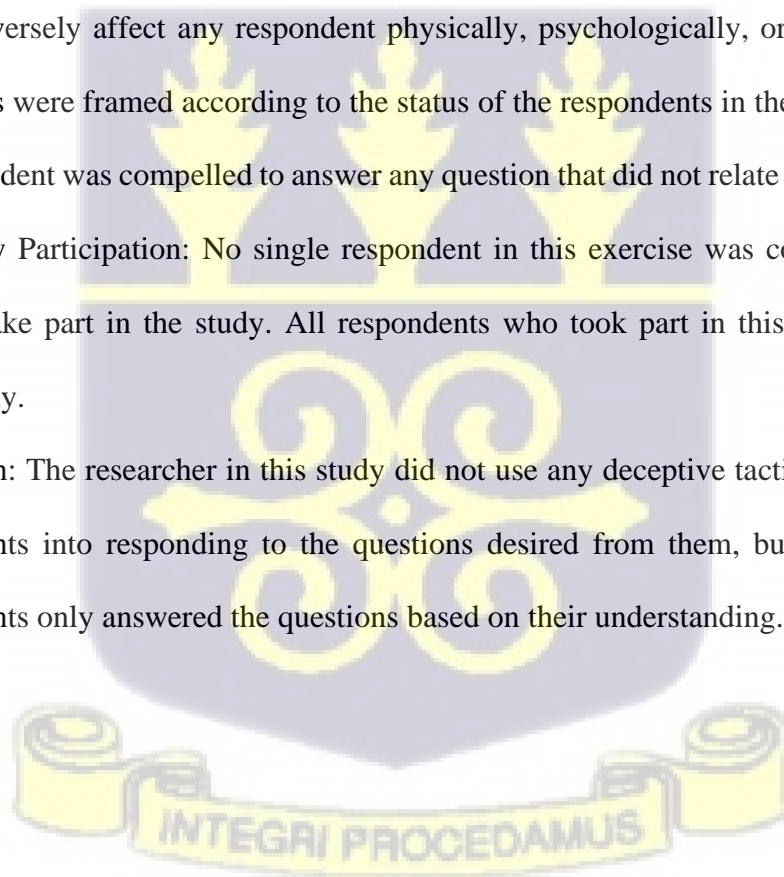 versely affect any respondent physically, psychologically, or
s were framed according to the status of the respondents in the
dent was compelled to answer any question that did not relate
y Participation: No single respondent in this exercise was co
ake part in the study. All respondents who took part in this
y.
n: The researcher in this study did not use any deceptive tacti
nts into responding to the questions desired from them, bu
nts only answered the questions based on their understanding.
INTEGRI PROCEDAMUS